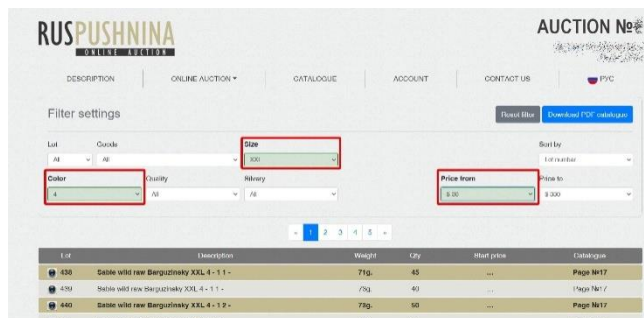 RUSPUSHNINA
ONLINE AUCTION
AUCTION №
DESCRIPTION
ONLINE AUCTION
CATALOGUE
ACCOUNT
CONTACT US
РУС
Filter settings
Reset filter
Download PDF catalogue
Lot
Goods
Size
Sort by
All
All
XXL
Lot number
Color
Quality
Silvery
Price from
Price to
4
All
All
« 1 2 3 4 5 »
Lot Description Weight Qty Start price Catalogue
438 Sable wild raw Barguzinsky XXL 4 - 1 1 - 71g. 45 ... Page №17
439 Sable wild raw Barguzinsky XXL 4 - 1 1 - 40 ... Page №17
440 Sable wild raw Barguzinsky XXL 4 - 1 2 - 50 ... Page №17